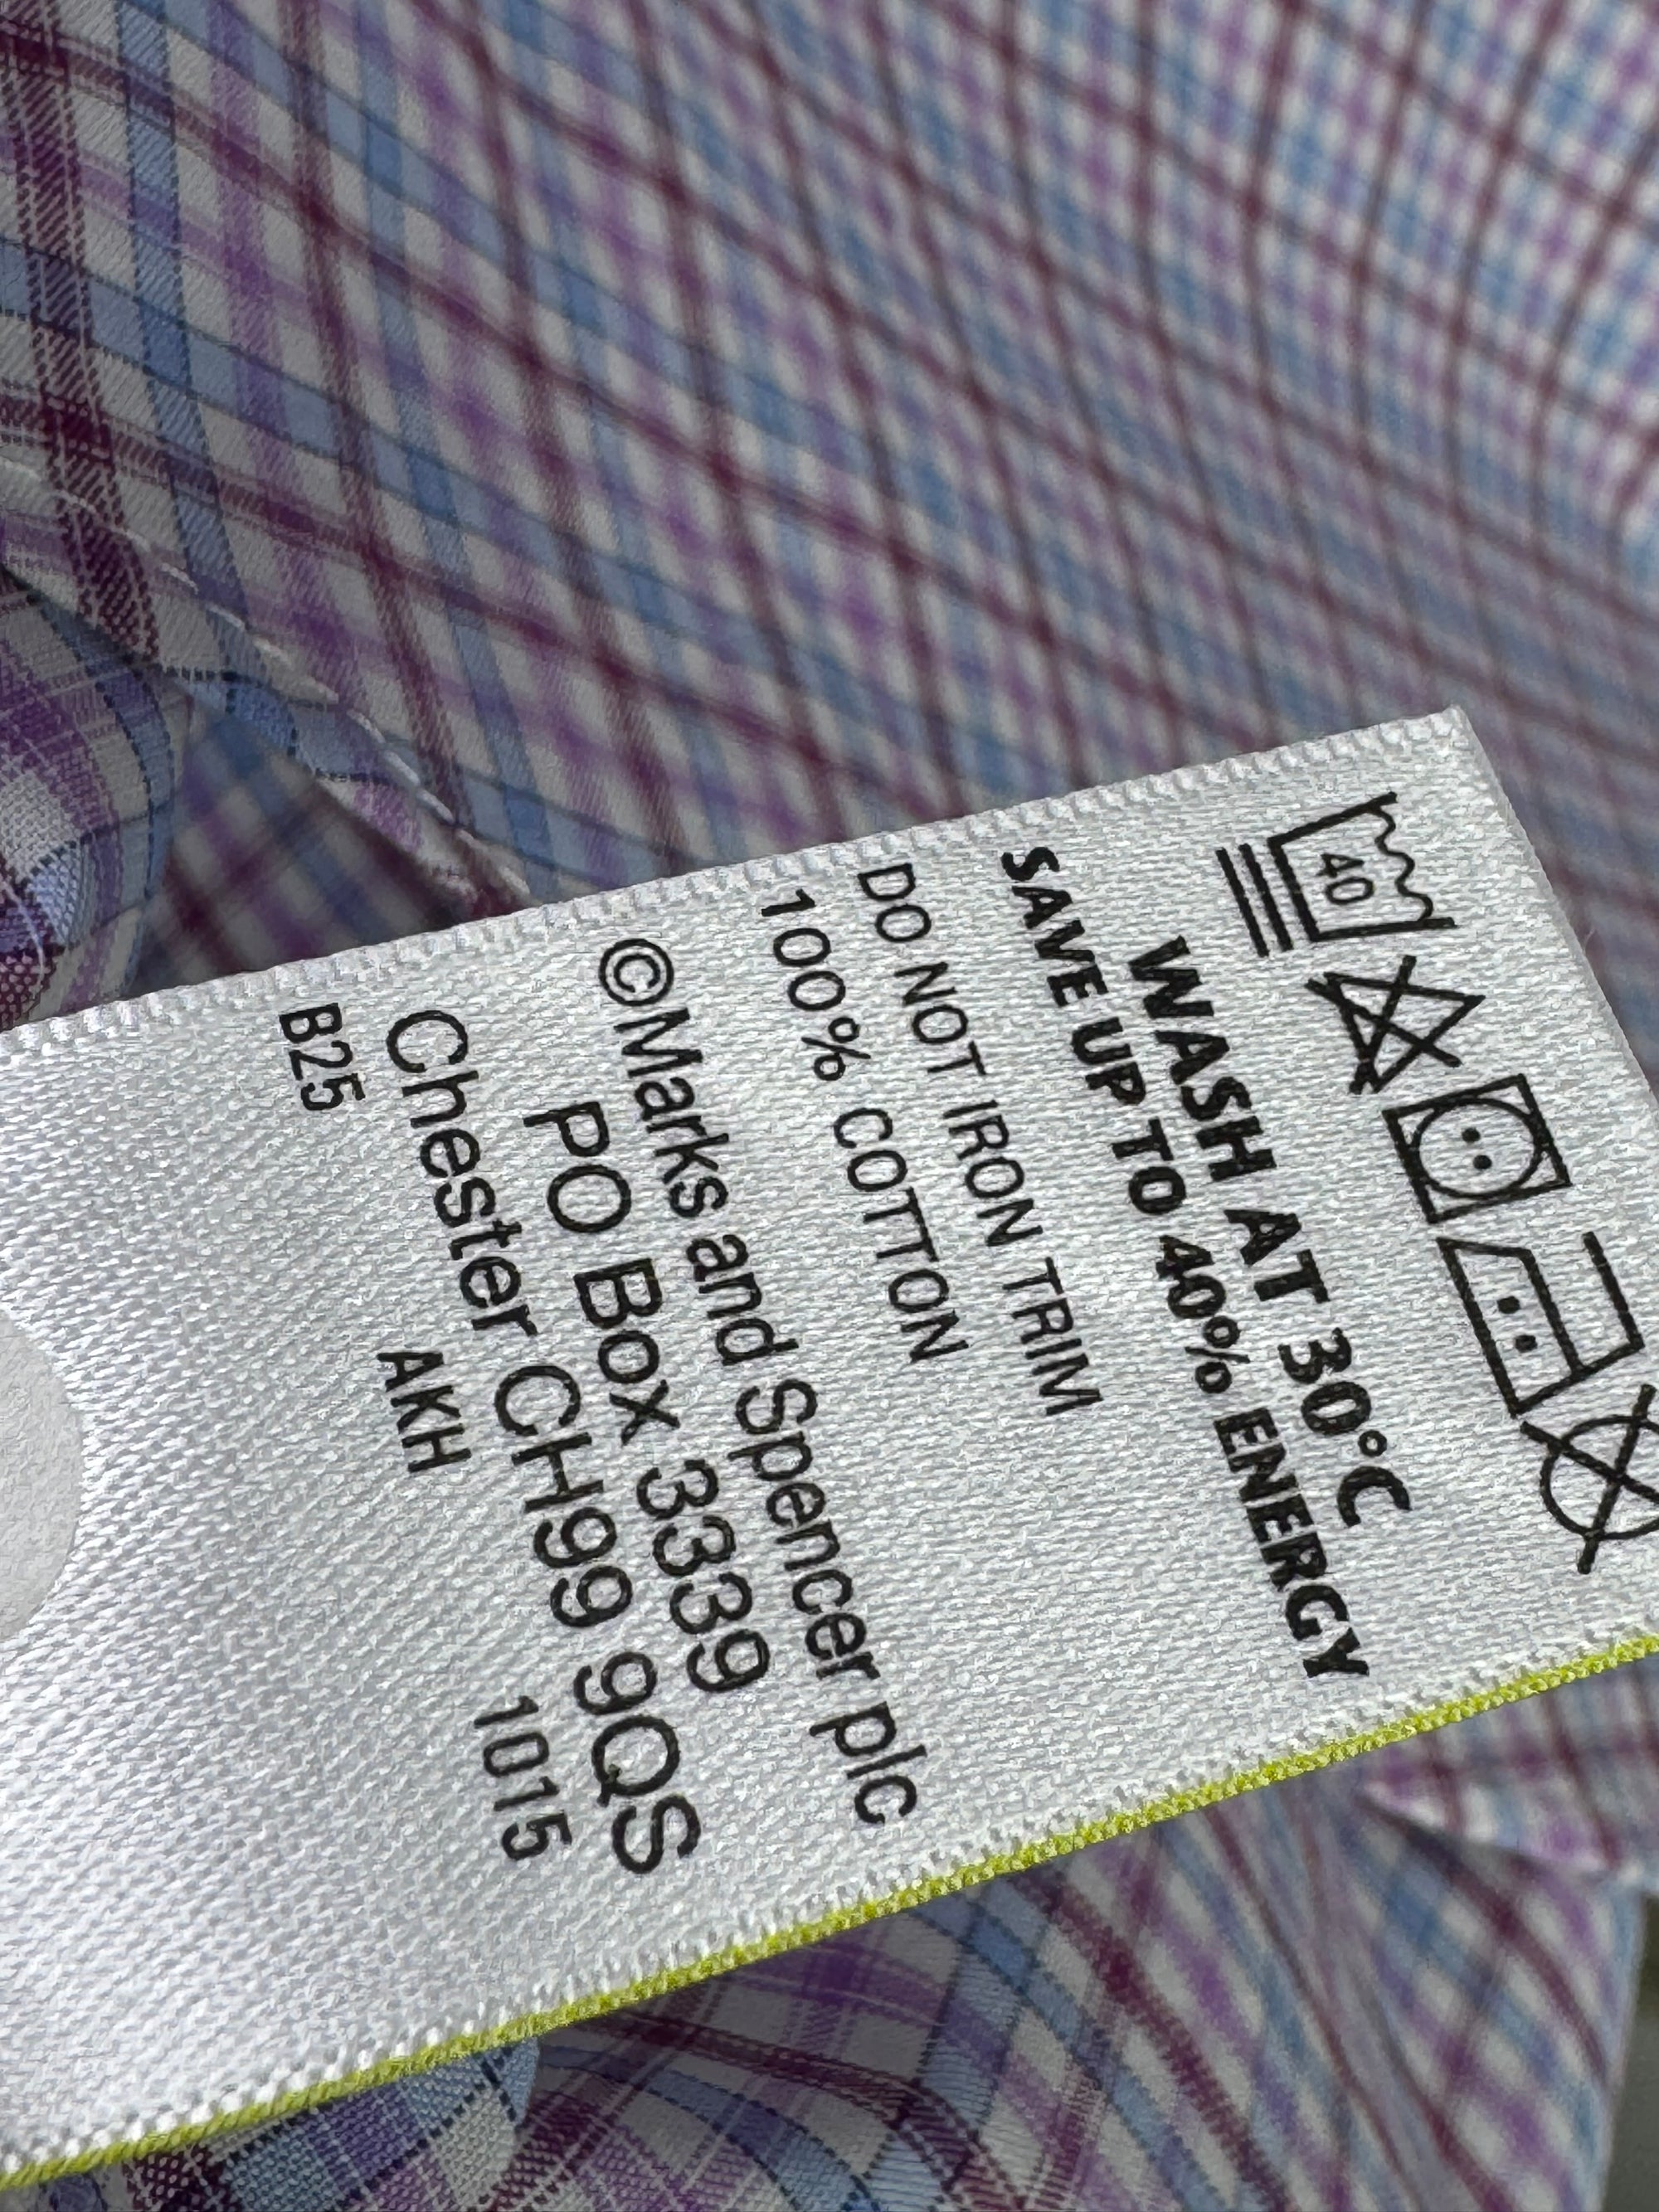 40
WASH AT 30°C
SAVE UP TO 40% ENERGY
DO NOT IRON TRIM
100% COTTON
©Marks and Spencer plc
PO Box 3339
Chester CH99 9QS
B25 AKH 1015